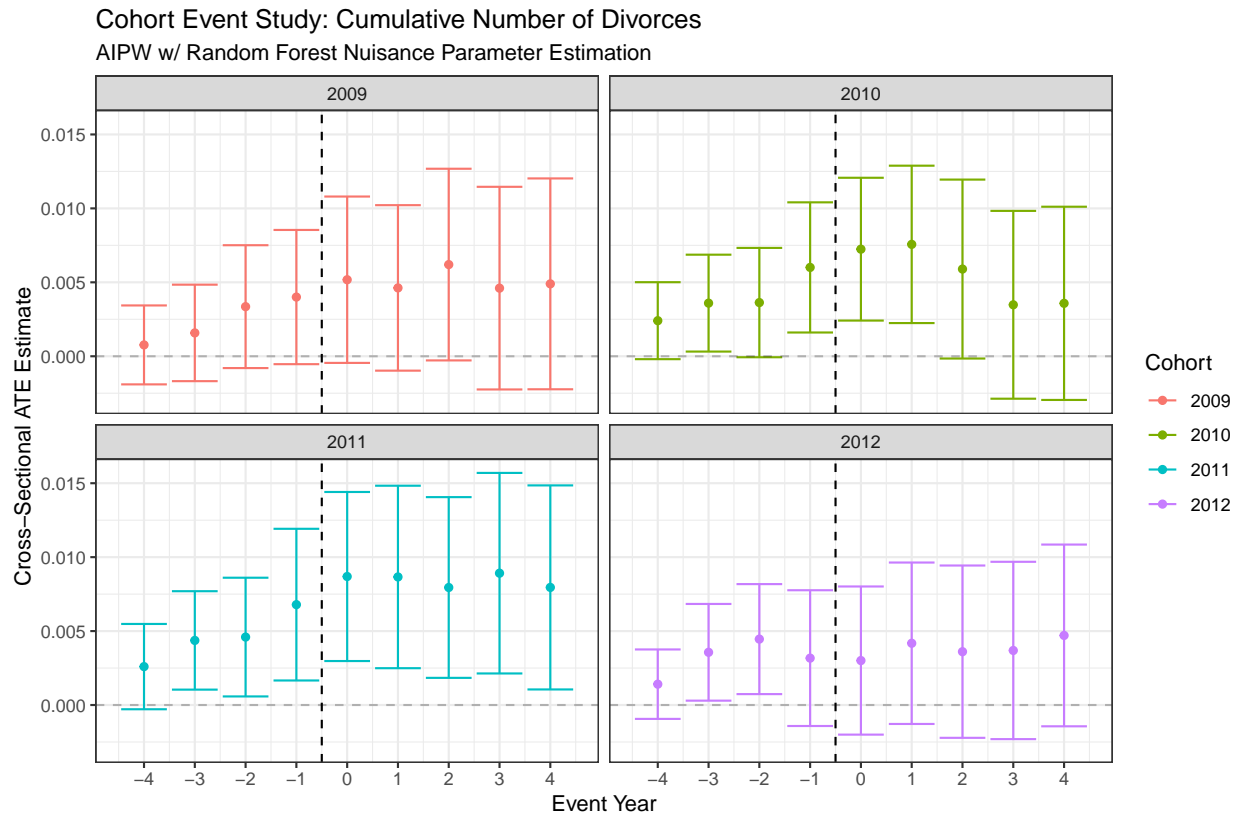 Cohort Event Study: Cumulative Number of Divorces
AIPW w/ Random Forest Nuisance Parameter Estimation
2009
2010
0.015
0.010
0.005
0.000
2011
2012
0.015
0.010
0.005
0.000
−4 −3 −2 −1 0 1 2 3 4
−4 −3 −2 −1 0 1 2 3 4
Event Year
Cross−Sectional ATE Estimate
Cohort
2009
2010
2011
2012